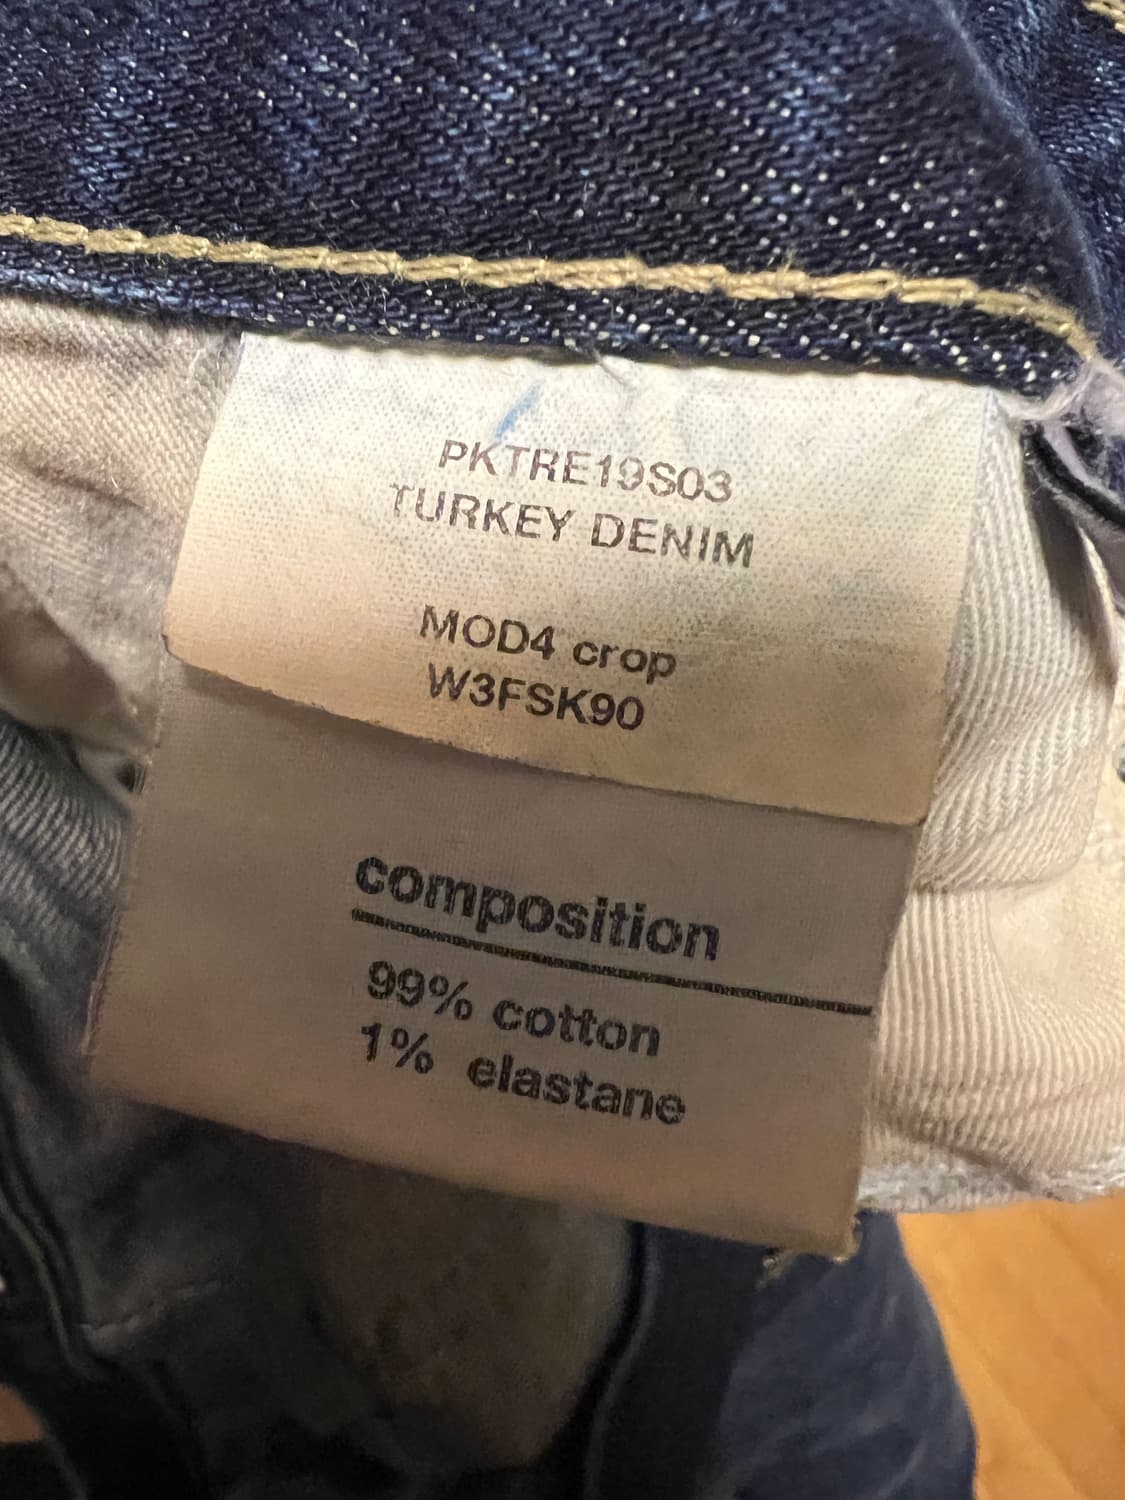 PKTRE19S03
TURKEY DENIM
MOD4 crop
W3FSK90
composition
99% cotton
1% elastane